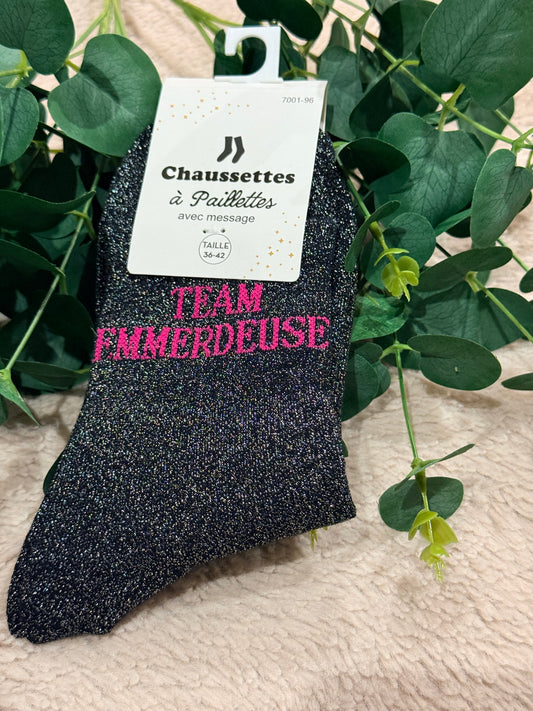 7001-96
Chaussettes
à Paillettes
avec message
TAILLE
36-42
TEAM
EMMERDEUSE